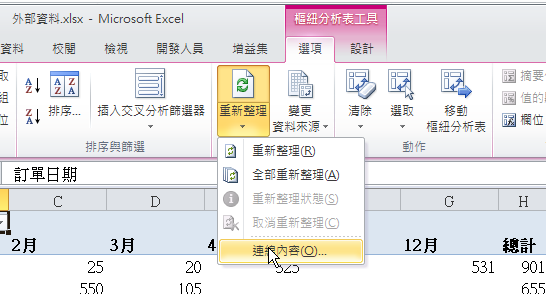 外部資料.xlsx - Microsoft Excel
樞紐分析表工具
資料 校閱 檢視 開發人員 增益集 選項 設計
取
組
位
排序...
插入交叉分析篩選器
重新整理
變更
資料來源
清除
選取
移動
樞紐分析表
摘要
值的
欄位
排序與篩選
動作
重新整理(R)
全部重新整理(A)
重新整理狀態(S)
取消重新整理(C)
連線內容(O)...
訂單日期
C D G H
2月 3月 4 12月 總計
25 20 525 531 901
550 105 655